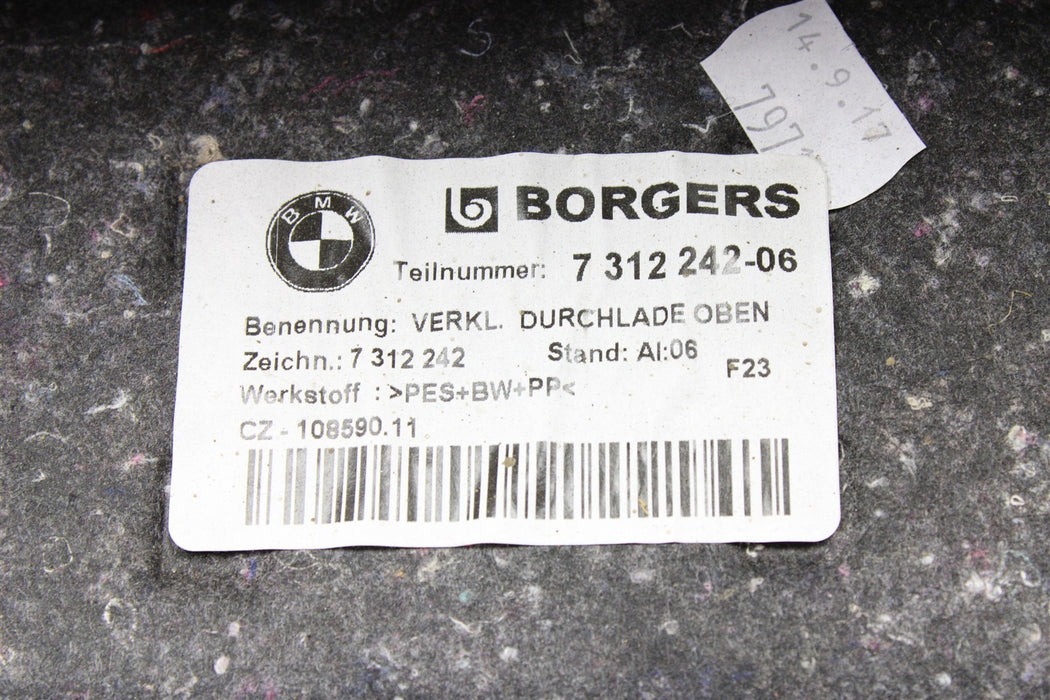 14.9.17
797
BMW
BORGERS
Teilnummer: 7 312 242-06
Benennung: VERKL. DURCHLADE OBEN
Zeichn.: 7 312 242 Stand: AI:06
F23
Werkstoff : >PES+BW+PP<
CZ - 108590.11